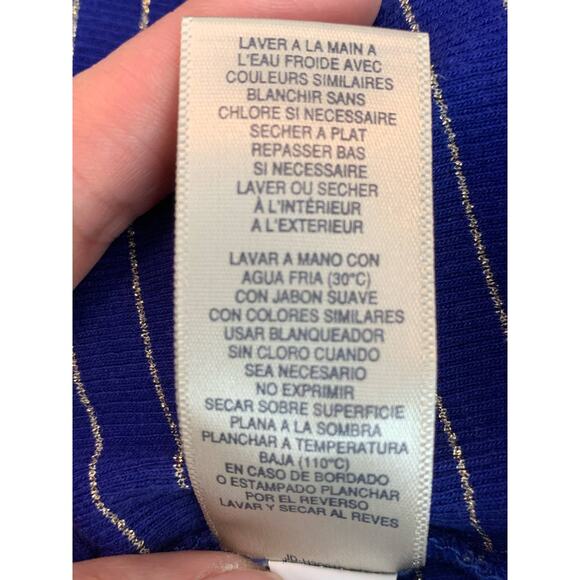 LAVER A LA MAIN A
L'EAU FROIDE AVEC
COULEURS SIMILAIRES
BLANCHIR SANS
CHLORE SI NECESSAIRE
SECHER A PLAT
REPASSER BAS
SI NECESSAIRE
LAVER OU SECHER
À L'INTÉRIEUR
A L'EXTERIEUR
LAVAR A MANO CON
AGUA FRIA (30°C)
CON JABON SUAVE
CON COLORES SIMILARES
USAR BLANQUEADOR
SIN CLORO CUANDO
SEA NECESARIO
NO EXPRIMIR
SECAR SOBRE SUPERFICIE
PLANA A LA SOMBRA
PLANCHAR A TEMPERATURA
BAJA (110°C)
EN CASO DE BORDADO
O ESTAMPADO PLANCHAR
POR EL REVERSO
LAVAR Y SECAR AL REVES